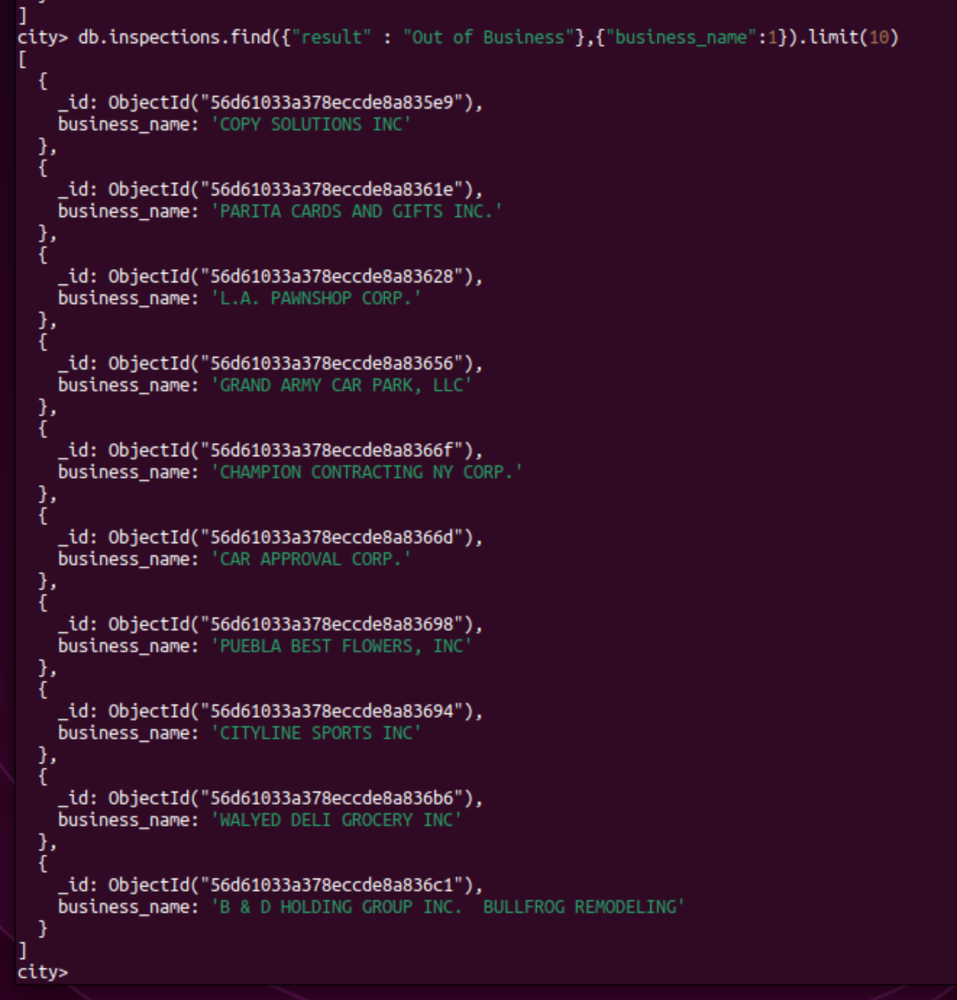 ]
city> db.inspections.find({"result" : "Out of Business"},{"business_name":1}).limit(10)
[
  {
    _id: ObjectId("56d61033a378eccde8a835e9"),
    business_name: 'COPY SOLUTIONS INC'
  },
  {
    _id: ObjectId("56d61033a378eccde8a8361e"),
    business_name: 'PARITA CARDS AND GIFTS INC.'
  },
  {
    _id: ObjectId("56d61033a378eccde8a83628"),
    business_name: 'L.A. PAWNSHOP CORP.'
  },
  {
    _id: ObjectId("56d61033a378eccde8a83656"),
    business_name: 'GRAND ARMY CAR PARK, LLC'
  },
  {
    _id: ObjectId("56d61033a378eccde8a8366f"),
    business_name: 'CHAMPION CONTRACTING NY CORP.'
  },
  {
    _id: ObjectId("56d61033a378eccde8a8366d"),
    business_name: 'CAR APPROVAL CORP.'
  },
  {
    _id: ObjectId("56d61033a378eccde8a83698"),
    business_name: 'PUEBLA BEST FLOWERS, INC'
  },
  {
    _id: ObjectId("56d61033a378eccde8a83694"),
    business_name: 'CITYLINE SPORTS INC'
  },
  {
    _id: ObjectId("56d61033a378eccde8a836b6"),
    business_name: 'WALYED DELI GROCERY INC'
  },
  {
    _id: ObjectId("56d61033a378eccde8a836c1"),
    business_name: 'B & D HOLDING GROUP INC.  BULLFROG REMODELING'
  }
]
city>